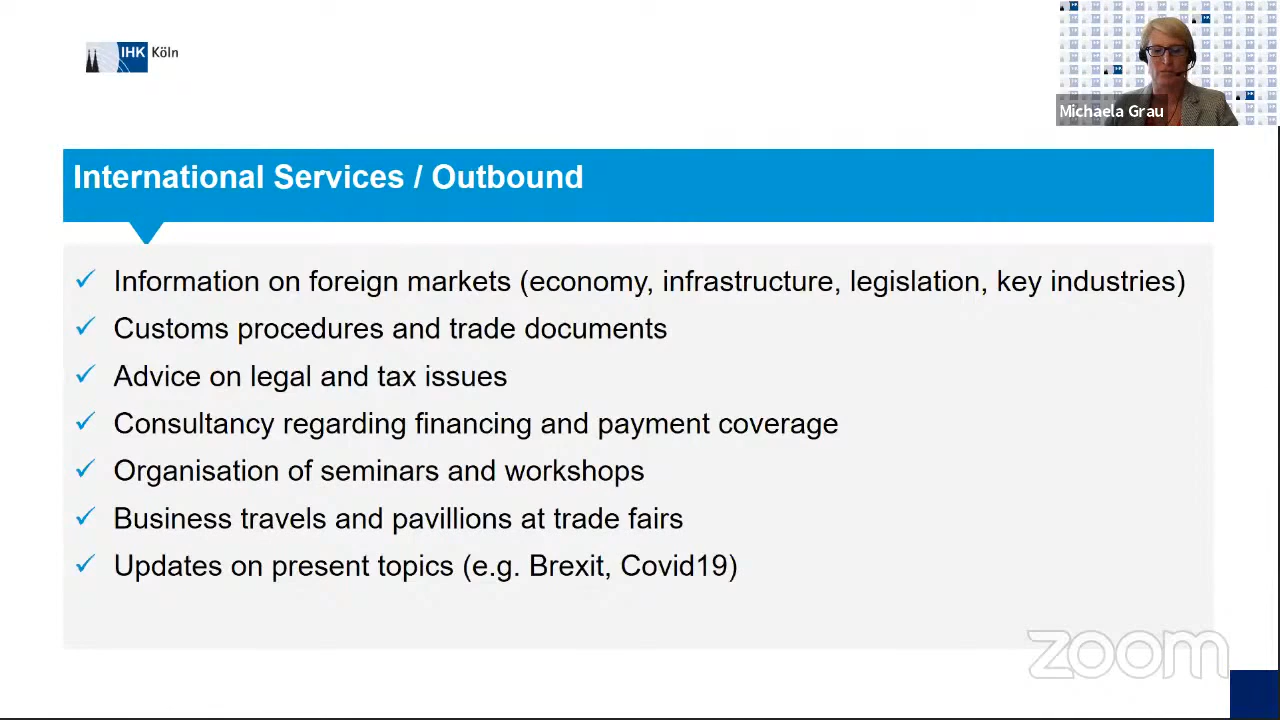 IHK Köln
Michaela Grau
International Services / Outbound
Information on foreign markets (economy, infrastructure, legislation, key industries)
Customs procedures and trade documents
Advice on legal and tax issues
Consultancy regarding financing and payment coverage
Organisation of seminars and workshops
Business travels and pavillions at trade fairs
Updates on present topics (e.g. Brexit, Covid19)
zoom